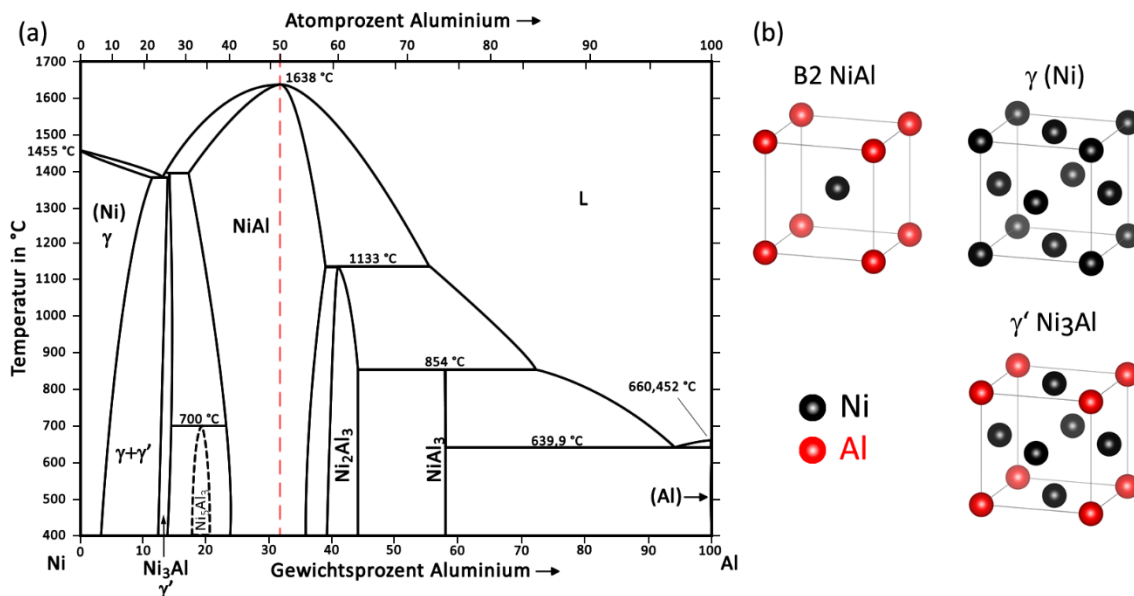 (a)
Atomprozent Aluminium
0 10 20 30 40 50 60 70 80 90 100
Temperatur in °C
1700
1600
1500
1400
1300
1200
1100
1000
900
800
700
600
500
400
1638 °C
1455 °C
(Ni)
γ
NiAl
L
1133 °C
854 °C
660,452 °C
700 °C
639,9 °C
γ+γ'
Ni5Al3
Ni2Al3
NiAl3
(Al)
0 10 20 30 40 50 60 70 80 90 100
Ni
Ni3Al
γ'
Gewichtsprozent Aluminium
Al
(b)
B2 NiAl
γ (Ni)
γ‘ Ni3Al
Ni
Al